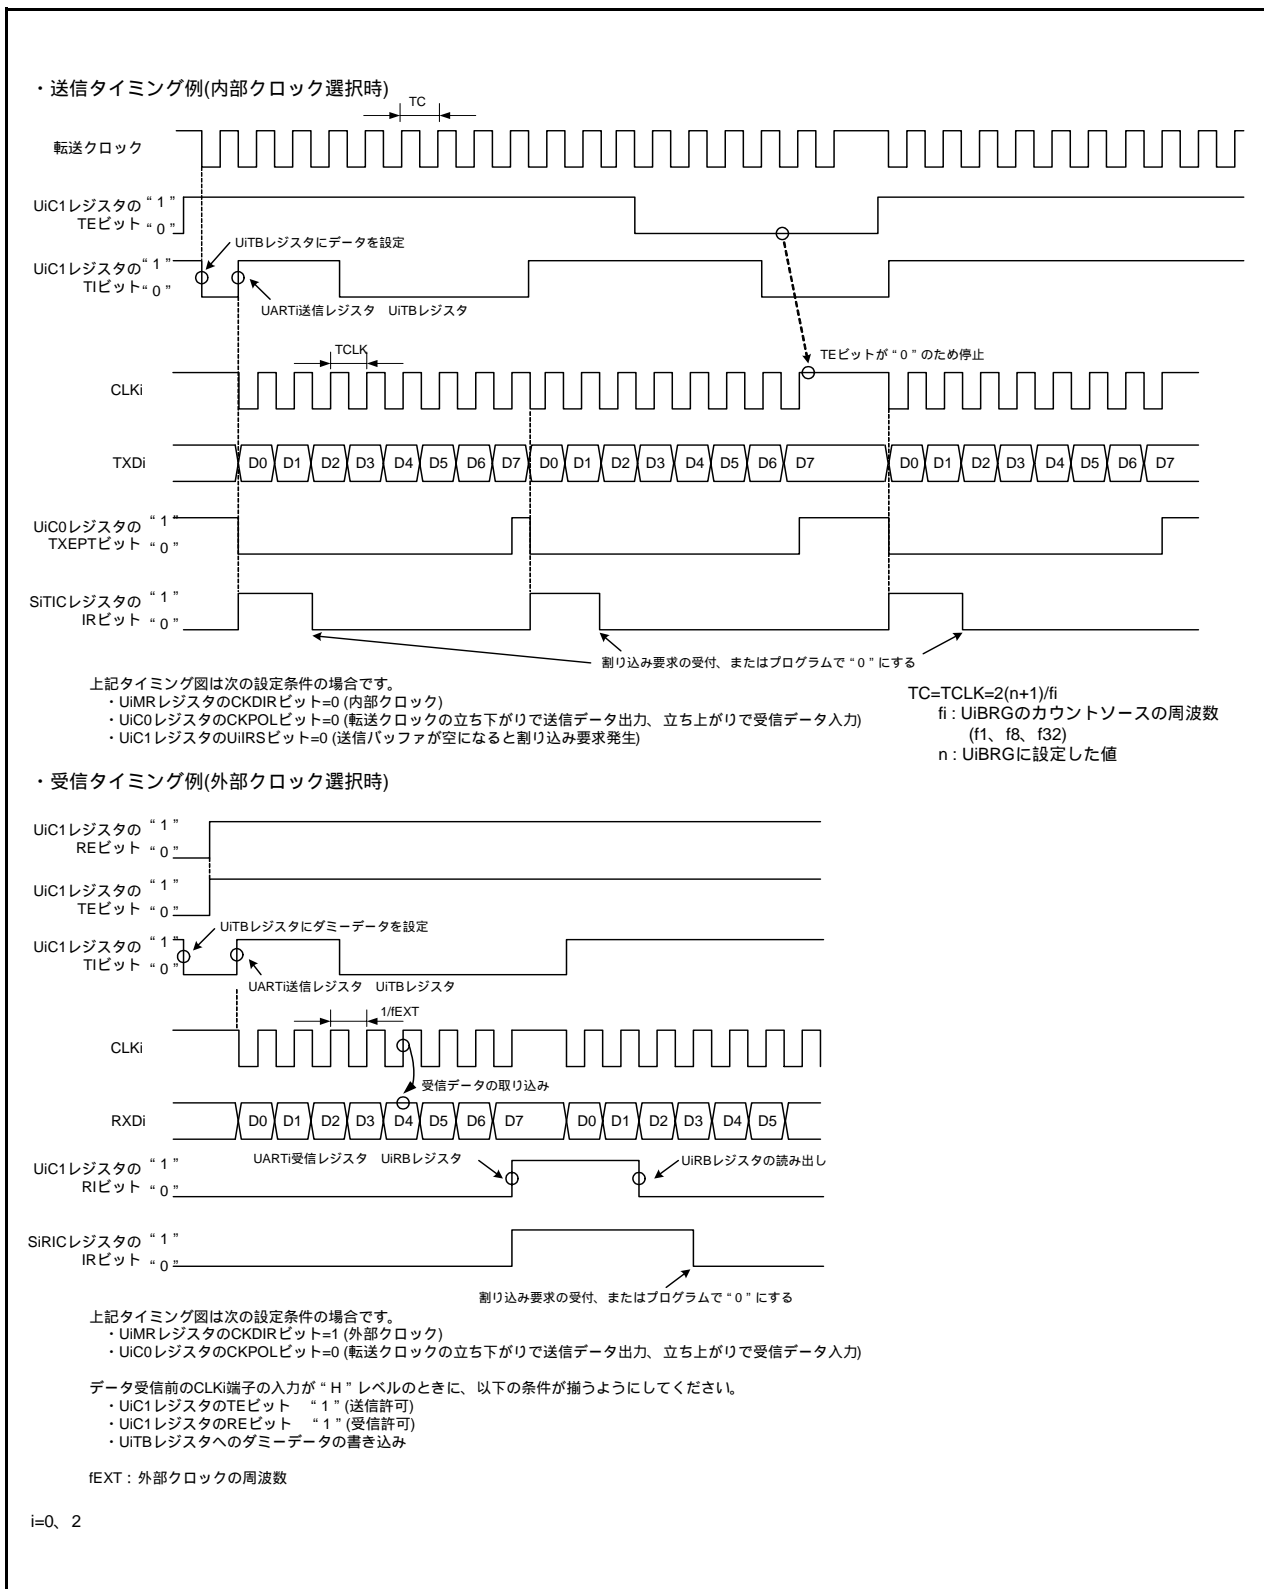 ・送信タイミング例(内部クロック選択時)
TC
転送クロック
UiC1レジスタの “ 1 ”
TEビット “ 0 ”
UiTBレジスタにデータを設定
UiC1レジスタの “ 1 ”
TIビット “ 0 ”
UARTi送信レジスタ　UiTBレジスタ
TCLK
TEビットが “ 0 ” のため停止
CLKi
TXDi D0 D1 D2 D3 D4 D5 D6 D7 D0 D1 D2 D3 D4 D5 D6 D7 D0 D1 D2 D3 D4 D5 D6 D7
UiC0レジスタの “ 1 ”
TXEPTビット “ 0 ”
SiTICレジスタの “ 1 ”
IRビット “ 0 ”
割り込み要求の受付、またはプログラムで “ 0 ” にする
上記タイミング図は次の設定条件の場合です。
・UiMRレジスタのCKDIRビット=0 (内部クロック)
・UiC0レジスタのCKPOLビット=0 (転送クロックの立ち下がりで送信データ出力、立ち上がりで受信データ入力)
・UiC1レジスタのUiIRSビット=0 (送信バッファが空になると割り込み要求発生)
TC=TCLK=2(n+1)/fi
fi : UiBRGのカウントソースの周波数
(f1、f8、f32)
n : UiBRGに設定した値
・受信タイミング例(外部クロック選択時)
UiC1レジスタの “ 1 ”
REビット “ 0 ”
UiC1レジスタの “ 1 ”
TEビット “ 0 ”
UiTBレジスタにダミーデータを設定
UiC1レジスタの “ 1 ”
TIビット “ 0 ”
UARTi送信レジスタ　UiTBレジスタ
1/fEXT
CLKi
受信データの取り込み
RXDi D0 D1 D2 D3 D4 D5 D6 D7 D0 D1 D2 D3 D4 D5
UARTi受信レジスタ　UiRBレジスタ
UiRBレジスタの読み出し
UiC1レジスタの “ 1 ”
RIビット “ 0 ”
SiRICレジスタの “ 1 ”
IRビット “ 0 ”
割り込み要求の受付、またはプログラムで “ 0 ” にする
上記タイミング図は次の設定条件の場合です。
・UiMRレジスタのCKDIRビット=1 (外部クロック)
・UiC0レジスタのCKPOLビット=0 (転送クロックの立ち下がりで送信データ出力、立ち上がりで受信データ入力)
データ受信前のCLKi端子の入力が “ H ” レベルのときに、以下の条件が揃うようにしてください。
・UiC1レジスタのTEビット　“ 1 ” (送信許可)
・UiC1レジスタのREビット　“ 1 ” (受信許可)
・UiTBレジスタへのダミーデータの書き込み
fEXT : 外部クロックの周波数
i=0、2